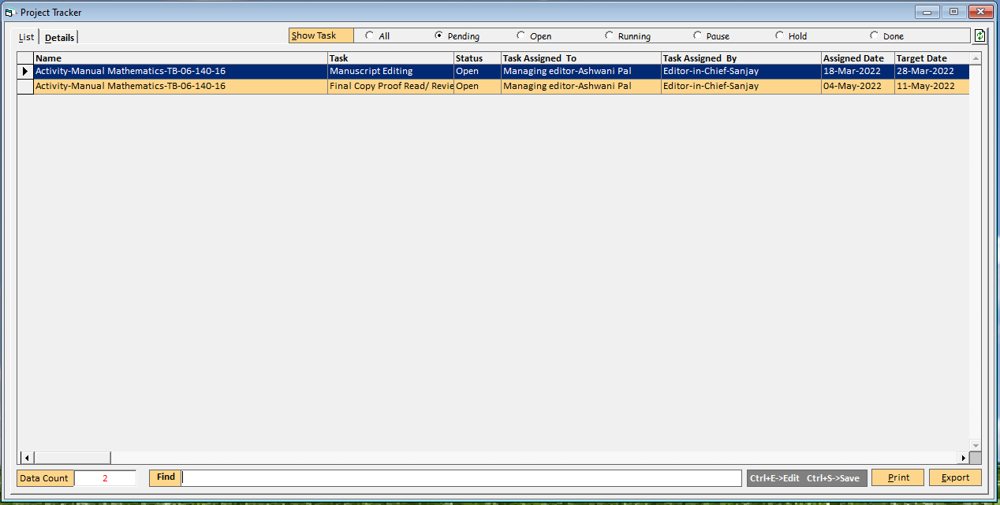 Project Tracker
List Details Show Task All Pending Open Running Pause Hold Done
Name Task Status Task Assigned To Task Assigned By Assigned Date Target Date
Activity-Manual Mathematics-TB-06-140-16 Manuscript Editing Open Managing editor-Ashwani Pal Editor-in-Chief-Sanjay 18-Mar-2022 28-Mar-2022
Activity-Manual Mathematics-TB-06-140-16 Final Copy Proof Read/ Revie Open Managing editor-Ashwani Pal Editor-in-Chief-Sanjay 04-May-2022 11-May-2022
Data Count 2 Find Ctrl+E->Edit Ctrl+S->Save Print Export